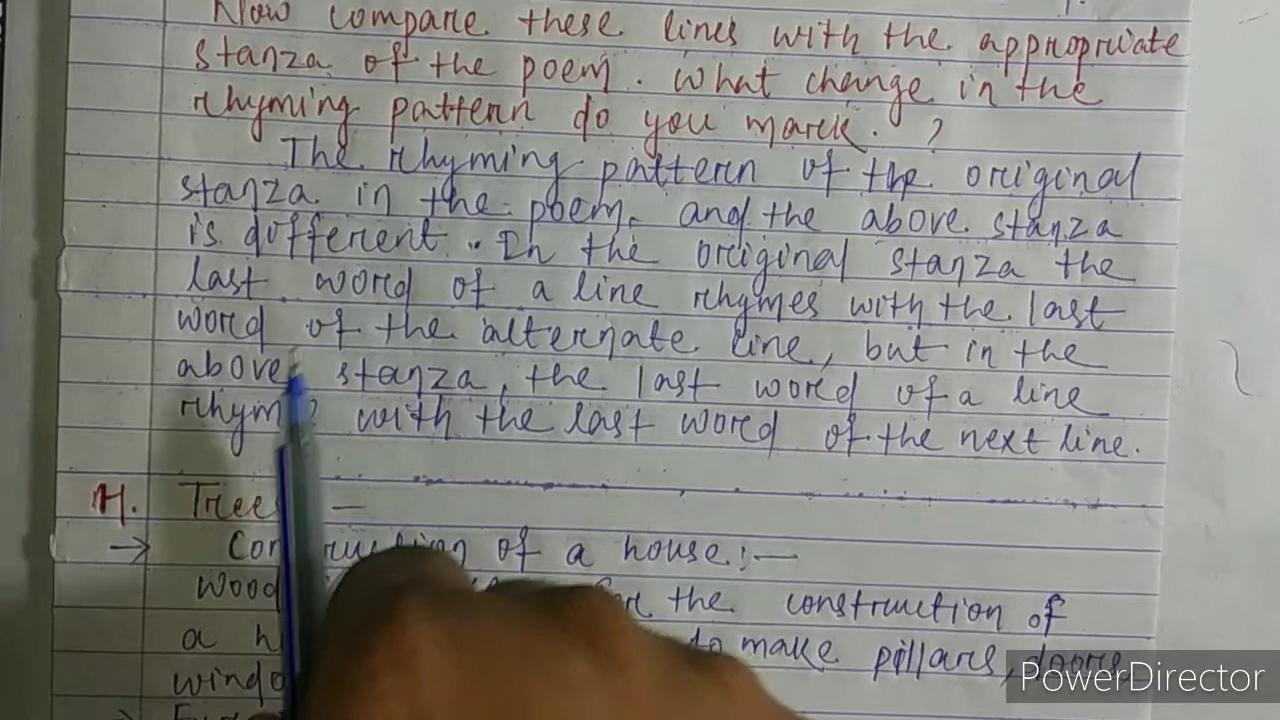 Now compare these lines with the appropriate
stanza of the poem. What change in the
rhyming pattern do you mark. ?
The rhyming pattern of the original
stanza in the poem. and the above stanza
is different. In the original stanza the
last word of a line rhymes with the last
word of the alternate line, but in the
above stanza, the last word of a line
with the last word of the next line.
H. Trees —
→ Construction of a house:—
Wood for the construction of
a to make pillars, doors,
PowerDirector